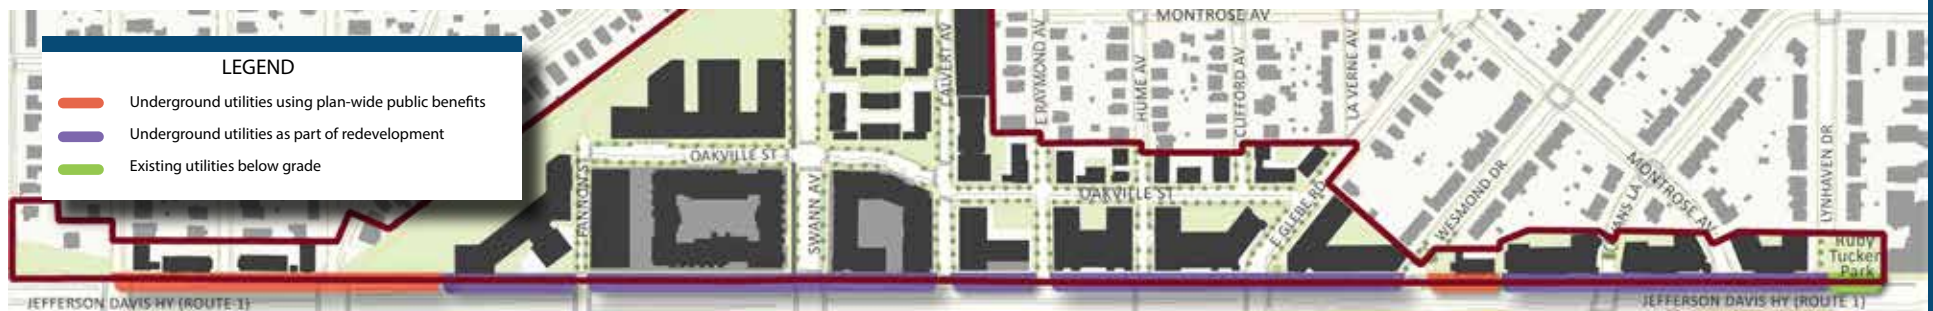 LEGEND
Underground utilities using plan-wide public benefits
Underground utilities as part of redevelopment
Existing utilities below grade
MONTROSE AV
CALVERT AV
E RAYMOND AV
HUME AV
CLIFFORD AV
LA VERNE AV
OAKVILLE ST
FANNON ST
SWANN AV
OAKVILLE ST
E GLEBE RD
WESMOND DR
MONTROSE AV
LYNHAVEN DR
Ruby
Tucker
Park
JEFFERSON DAVIS HY (ROUTE 1)
JEFFERSON DAVIS HY (ROUTE 1)